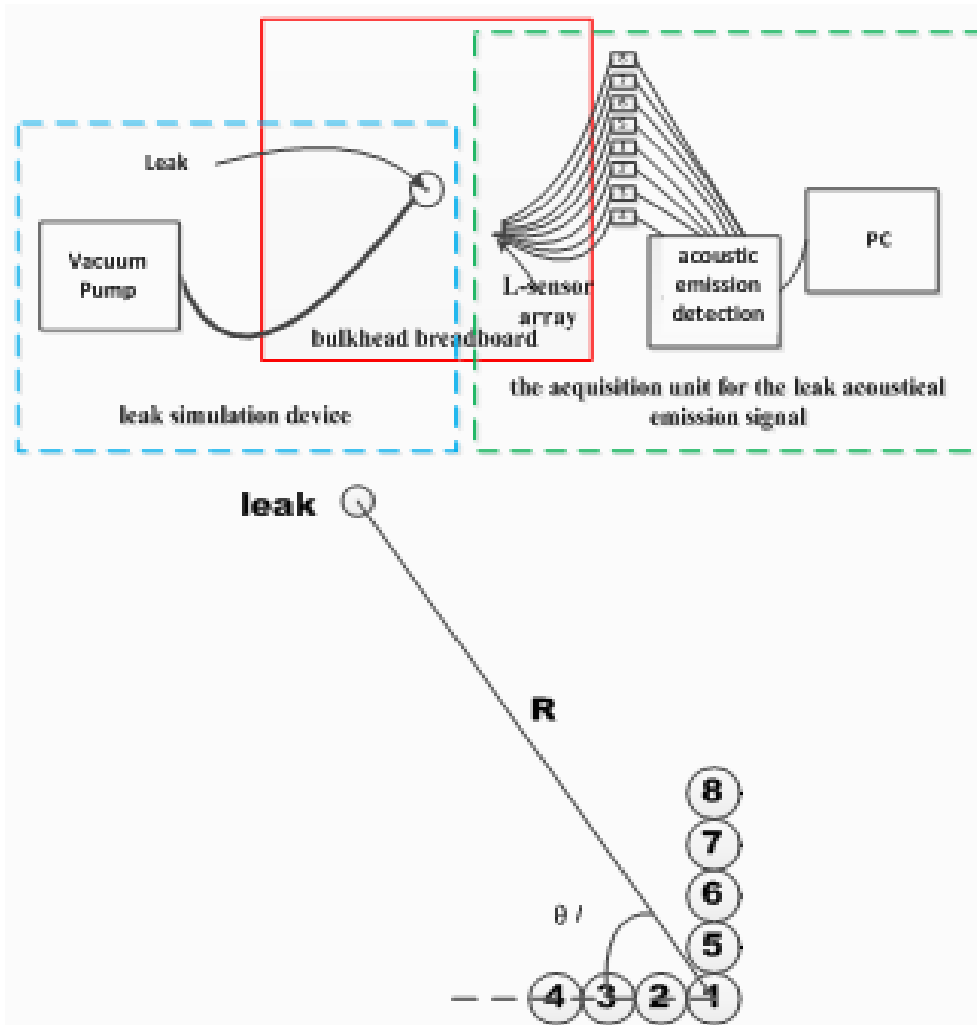 Leak
Vacuum
Pump
bulkhead breadboard
leak simulation device
L-sensor
array
acoustic
emission
detection
PC
the acquisition unit for the leak acoustical
emission signal
leak
R
8
7
6
5
θ /
4 3 2 1